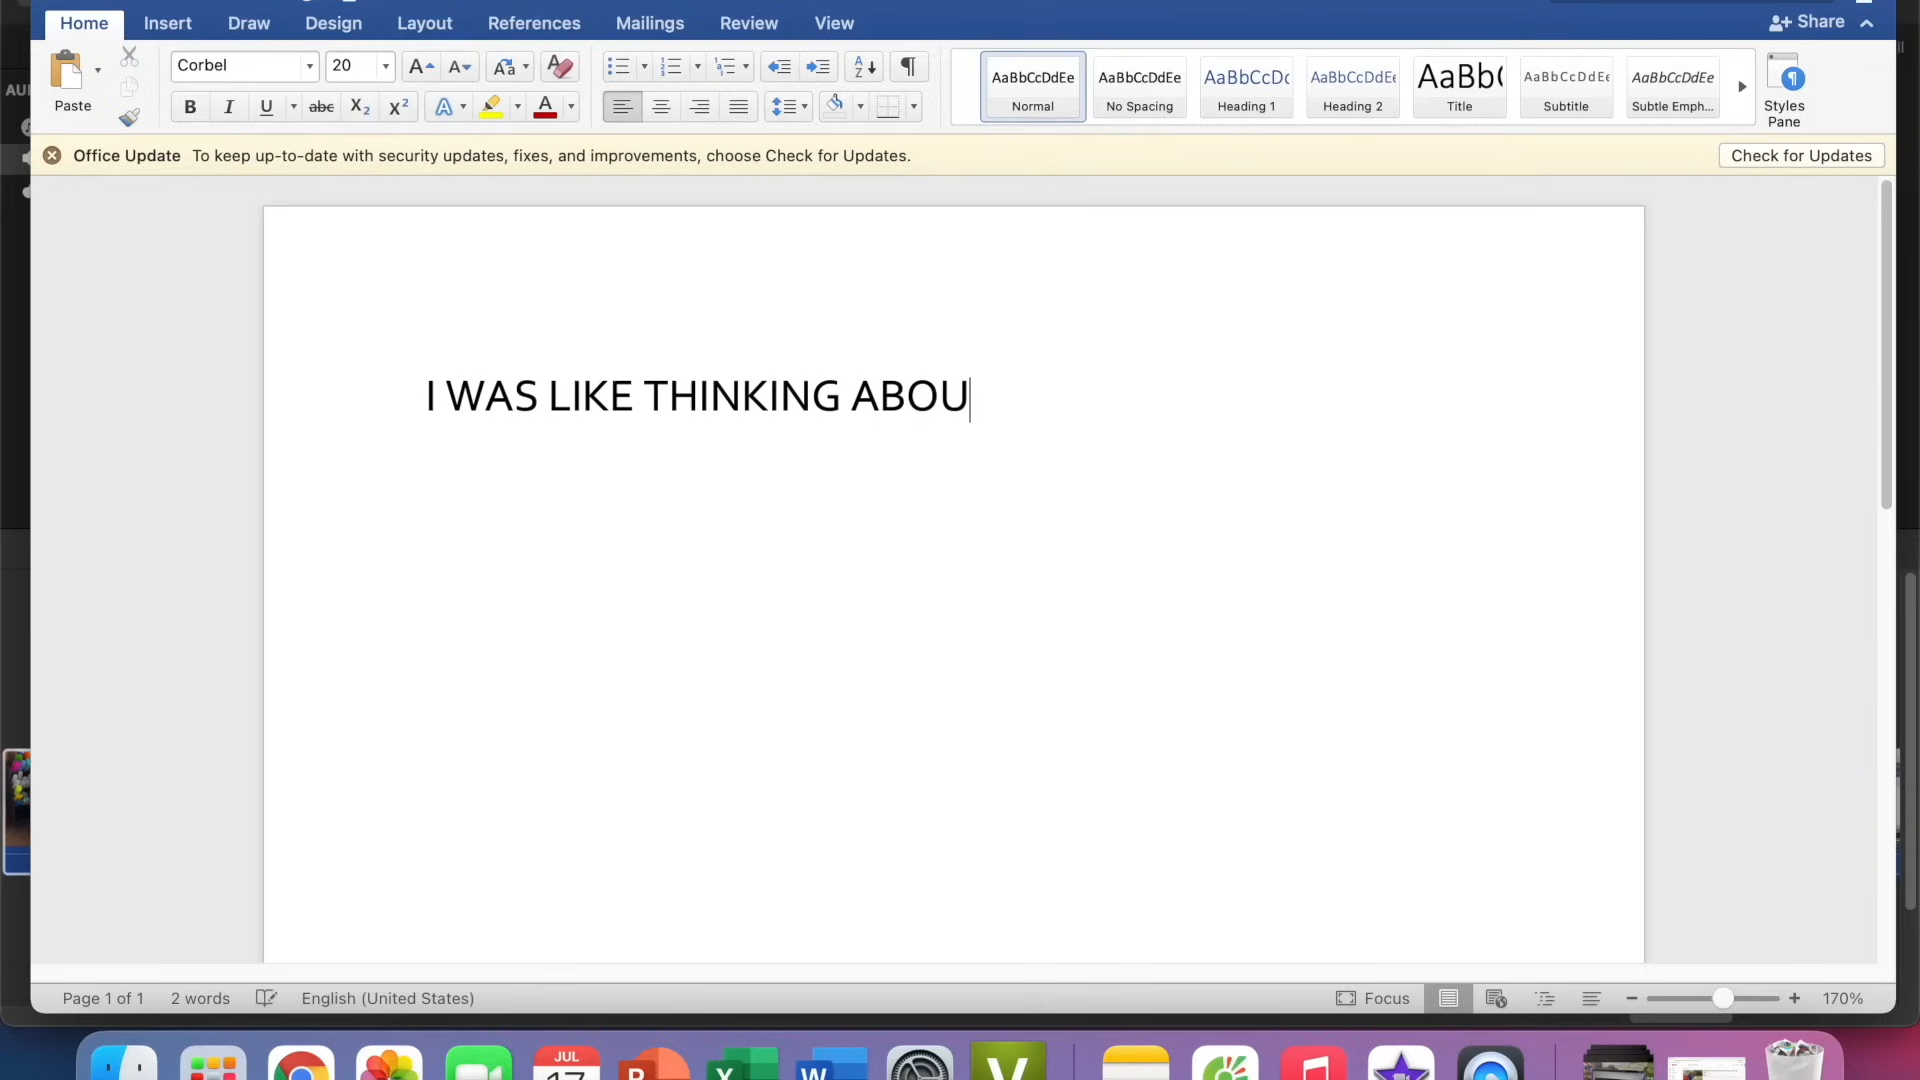 Home Insert Draw Design Layout References Mailings Review View Share
Corbel 20
Paste
AaBbCcDdEe AaBbCcDdEe AaBbCcDc AaBbCcDdEe AaBb( AaBbCcDdEe AaBbCcDdEe
Normal No Spacing Heading 1 Heading 2 Title Subtitle Subtle Emph...
Styles
Pane
Office Update To keep up-to-date with security updates, fixes, and improvements, choose Check for Updates. Check for Updates
I WAS LIKE THINKING ABOU
Page 1 of 1 2 words English (United States) Focus 170%
JUL
17